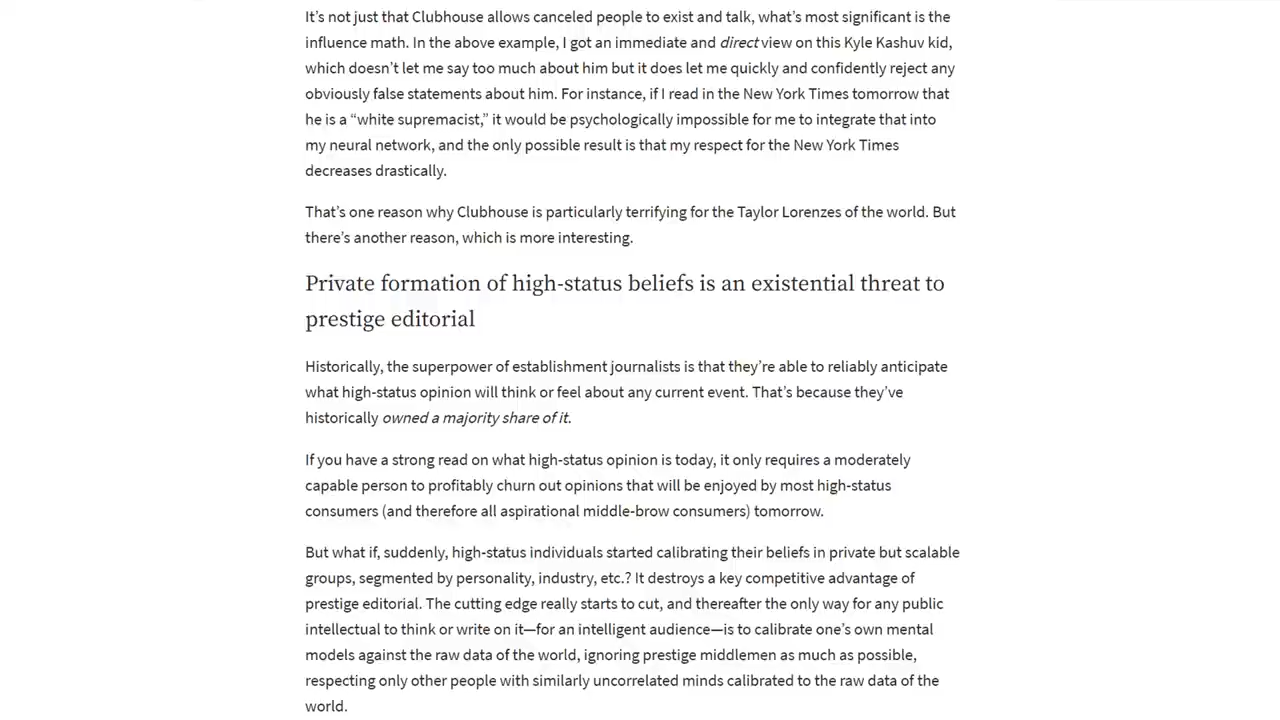 It’s not just that Clubhouse allows canceled people to exist and talk, what’s most significant is the
influence math. In the above example, I got an immediate and direct view on this Kyle Kashuv kid,
which doesn’t let me say too much about him but it does let me quickly and confidently reject any
obviously false statements about him. For instance, if I read in the New York Times tomorrow that
he is a “white supremacist,” it would be psychologically impossible for me to integrate that into
my neural network, and the only possible result is that my respect for the New York Times
decreases drastically.
That’s one reason why Clubhouse is particularly terrifying for the Taylor Lorenzes of the world. But
there’s another reason, which is more interesting.
Private formation of high-status beliefs is an existential threat to
prestige editorial
Historically, the superpower of establishment journalists is that they’re able to reliably anticipate
what high-status opinion will think or feel about any current event. That’s because they’ve
historically owned a majority share of it.
If you have a strong read on what high-status opinion is today, it only requires a moderately
capable person to profitably churn out opinions that will be enjoyed by most high-status
consumers (and therefore all aspirational middle-brow consumers) tomorrow.
But what if, suddenly, high-status individuals started calibrating their beliefs in private but scalable
groups, segmented by personality, industry, etc.? It destroys a key competitive advantage of
prestige editorial. The cutting edge really starts to cut, and thereafter the only way for any public
intellectual to think or write on it—for an intelligent audience—is to calibrate one’s own mental
models against the raw data of the world, ignoring prestige middlemen as much as possible,
respecting only other people with similarly uncorrelated minds calibrated to the raw data of the
world.